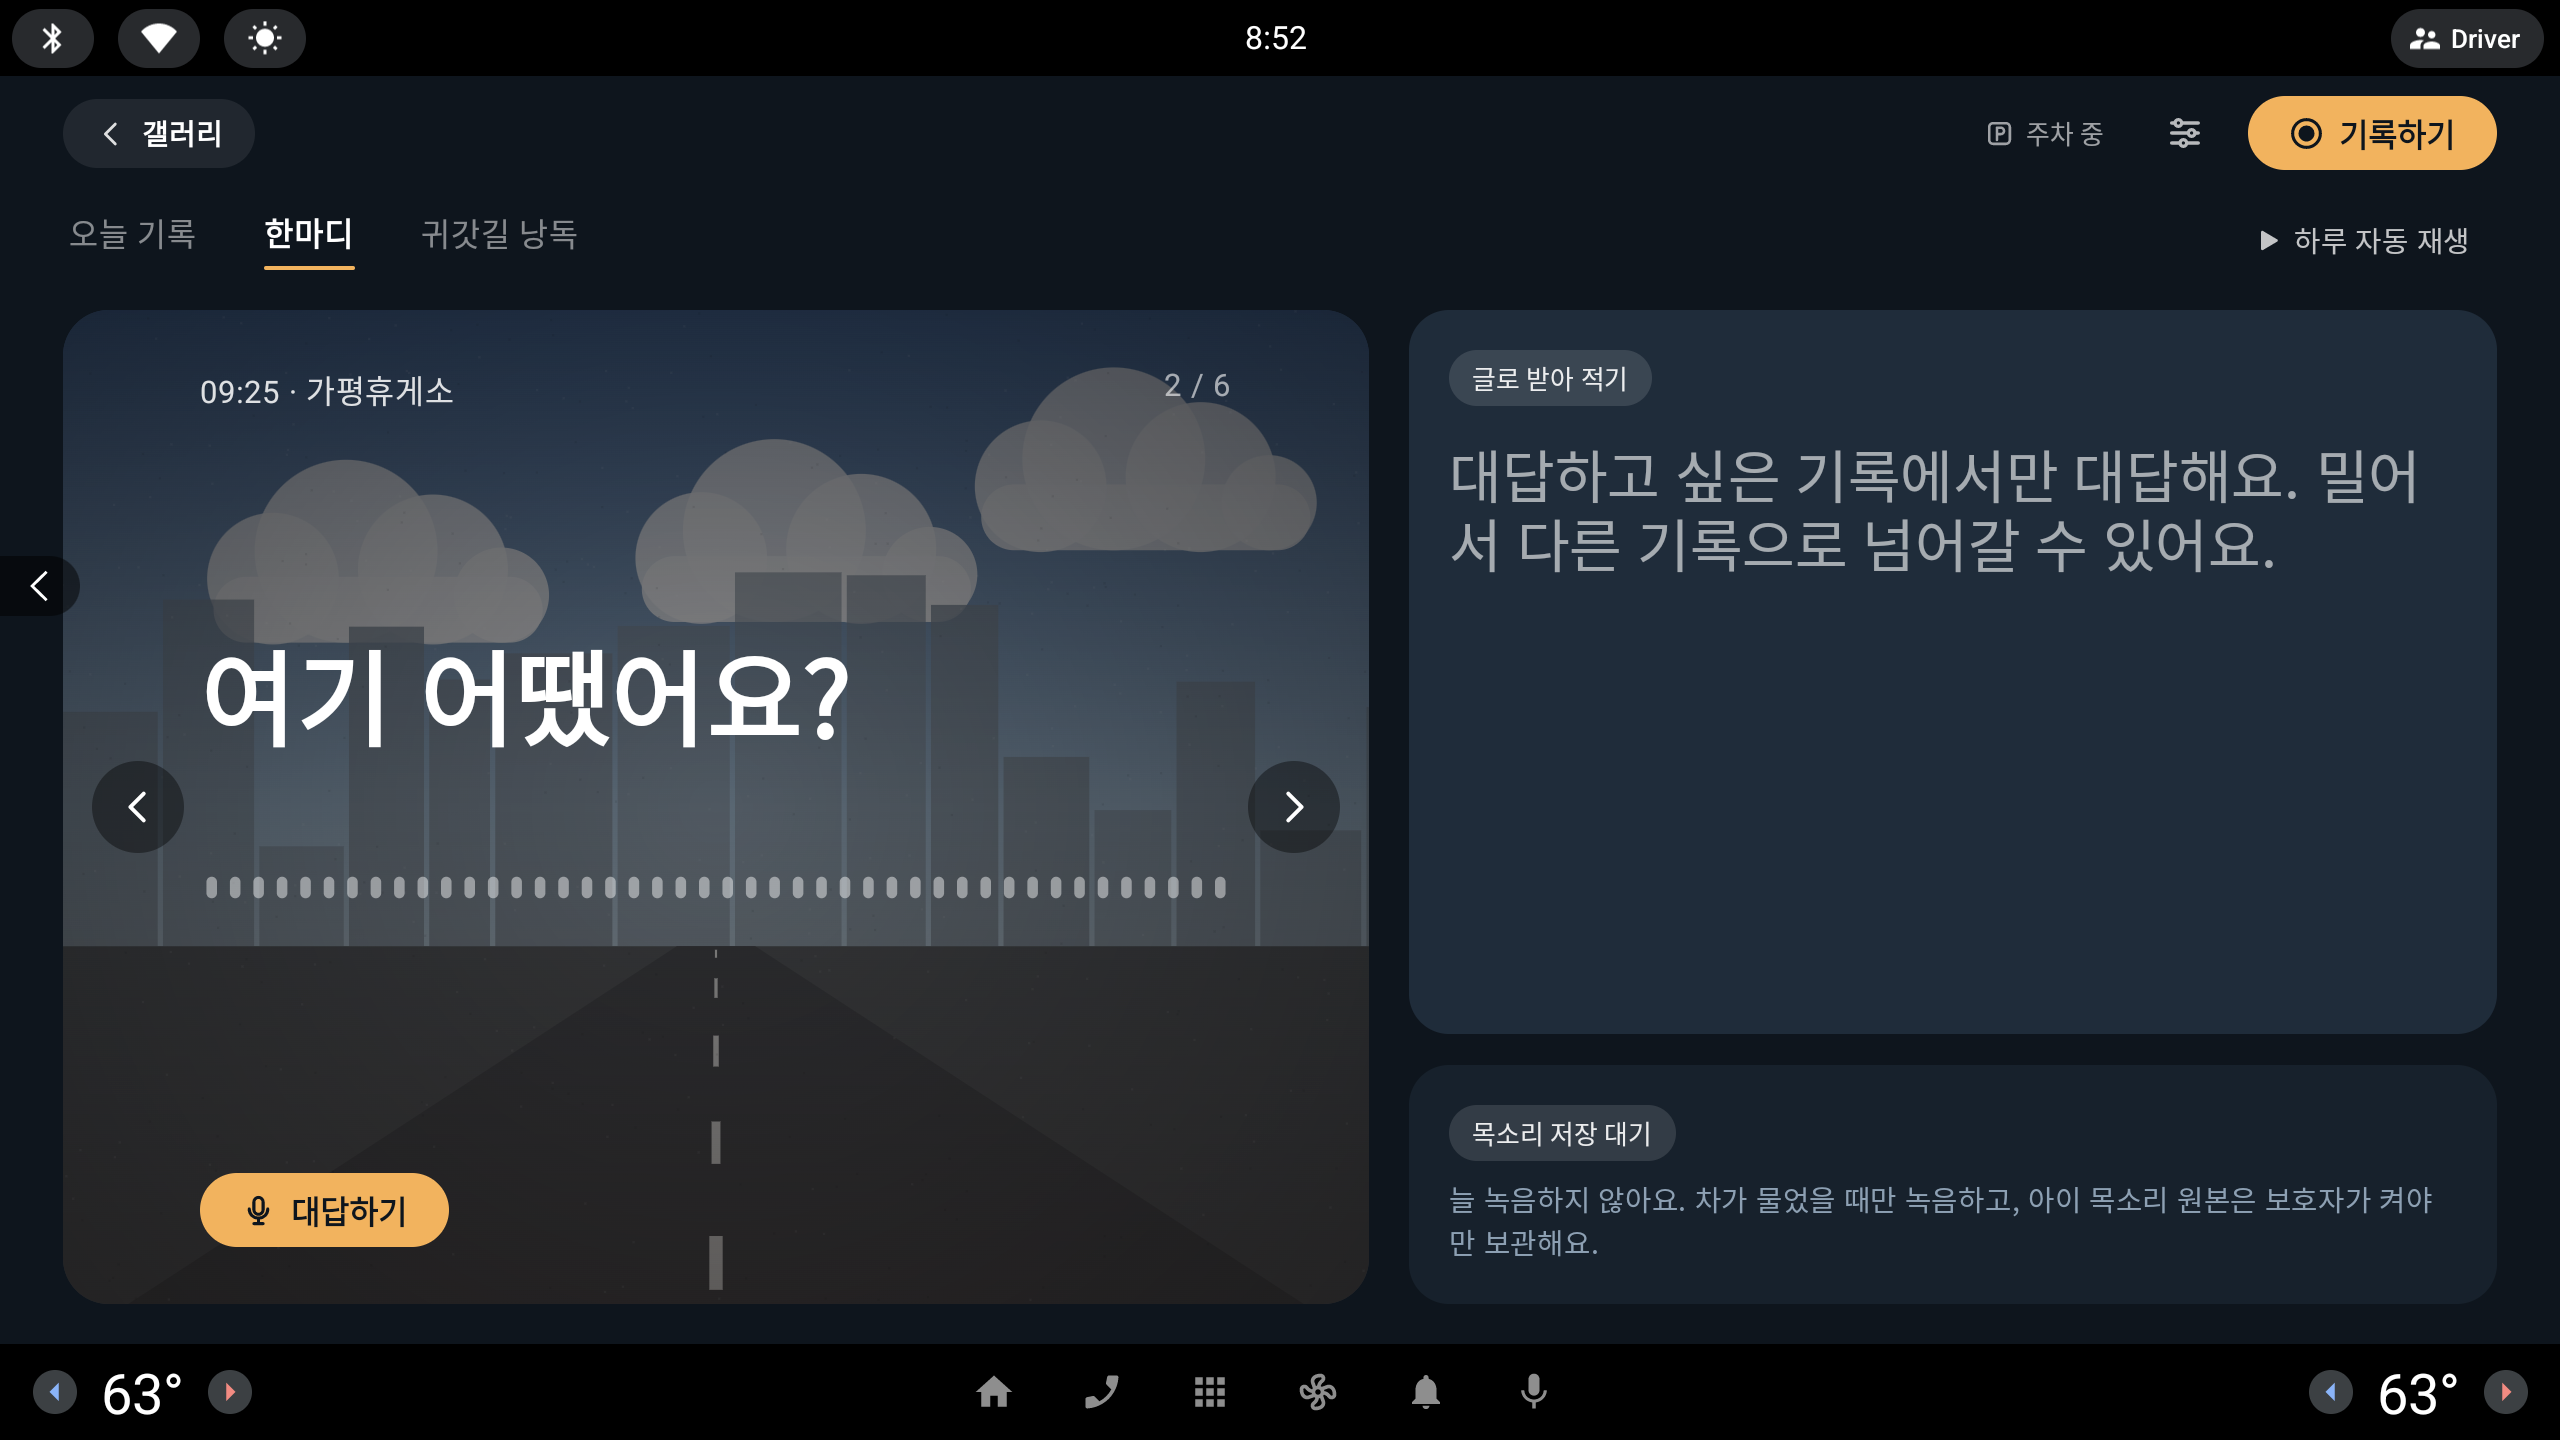 8:52
Driver
갤러리
주차 중
기록하기
오늘 기록
한마디
귀갓길 낭독
하루 자동 재생
09:25 · 가평휴게소
2 / 6
여기 어땠어요?
대답하기
글로 받아 적기
대답하고 싶은 기록에서만 대답해요. 밀어
서 다른 기록으로 넘어갈 수 있어요.
목소리 저장 대기
늘 녹음하지 않아요. 차가 물었을 때만 녹음하고, 아이 목소리 원본은 보호자가 켜야
만 보관해요.
63°
63°